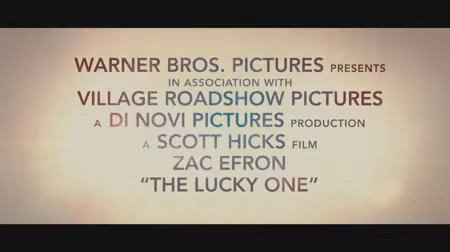 WARNER BROS. PICTURES PRESENTS
IN ASSOCIATION WITH
VILLAGE ROADSHOW PICTURES
A DI NOVI PICTURES PRODUCTION
A SCOTT HICKS FILM
ZAC EFRON
“THE LUCKY ONE”